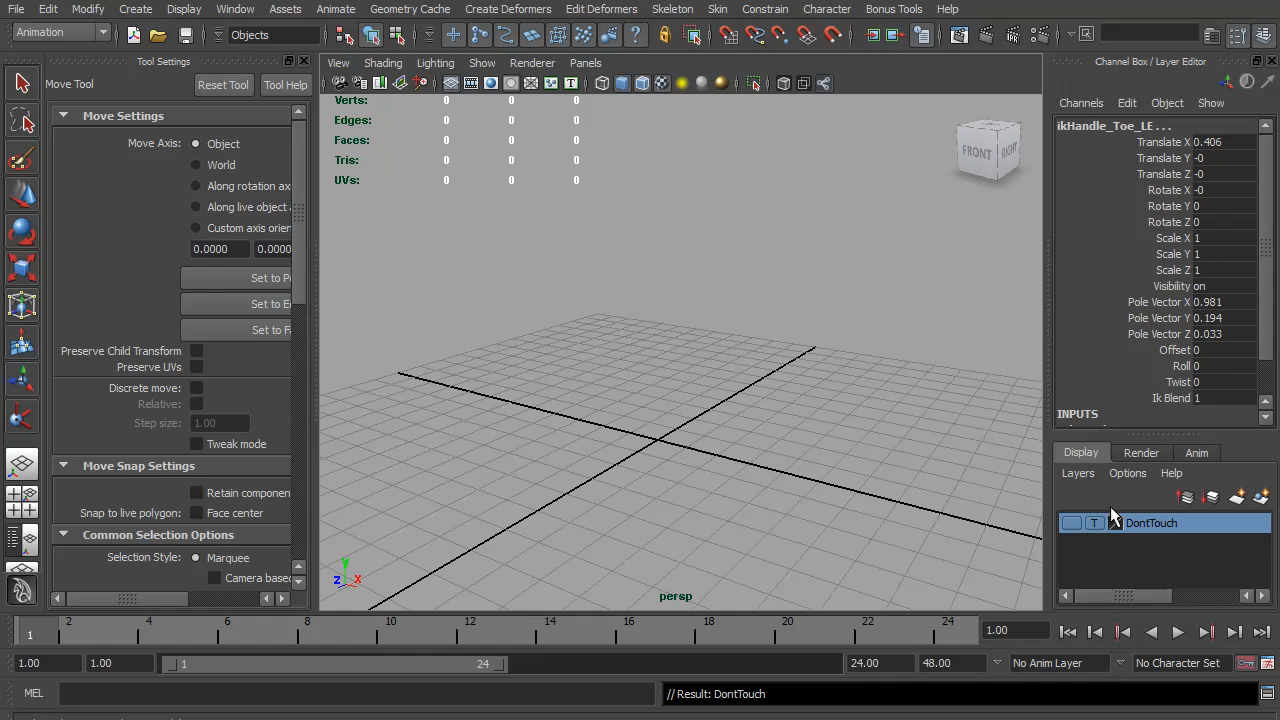 File Edit Modify Create Display Window Assets Animate Geometry Cache Create Deformers Edit Deformers Skeleton Skin Constrain Character Bonus Tools Help
Animation Objects
Tool Settings
Move Tool Reset Tool Tool Help
Move Settings
Move Axis: Object
World
Along rotation ax
Along live object a
Custom axis orien
0.0000 0.0000
Set to P
Set to E
Set to F
Preserve Child Transform
Preserve UVs
Discrete move:
Relative:
Step size: 1.00
Tweak mode
Move Snap Settings
Retain componen
Snap to live polygon: Face center
Common Selection Options
Selection Style: Marquee
Camera base
View Shading Lighting Show Renderer Panels
Verts: 0 0 0
Edges: 0 0 0
Faces: 0 0 0
Tris: 0 0 0
UVs: 0 0 0
FRONT RIGHT
Y
Z X
persp
Channel Box / Layer Editor
Channels Edit Object Show
ikHandle_Toe_LE...
Translate X 0.406
Translate Y -0
Translate Z -0
Rotate X -0
Rotate Y 0
Rotate Z 0
Scale X 1
Scale Y 1
Scale Z 1
Visibility on
Pole Vector X 0.981
Pole Vector Y 0.194
Pole Vector Z 0.033
Offset 0
Roll 0
Twist 0
Ik Blend 1
INPUTS
Display Render Anim
Layers Options Help
T DontTouch
1 2 4 6 8 10 12 14 16 18 20 22 24 1.00
1.00 1.00 1 24 24.00 48.00 No Anim Layer No Character Set
MEL // Result: DontTouch